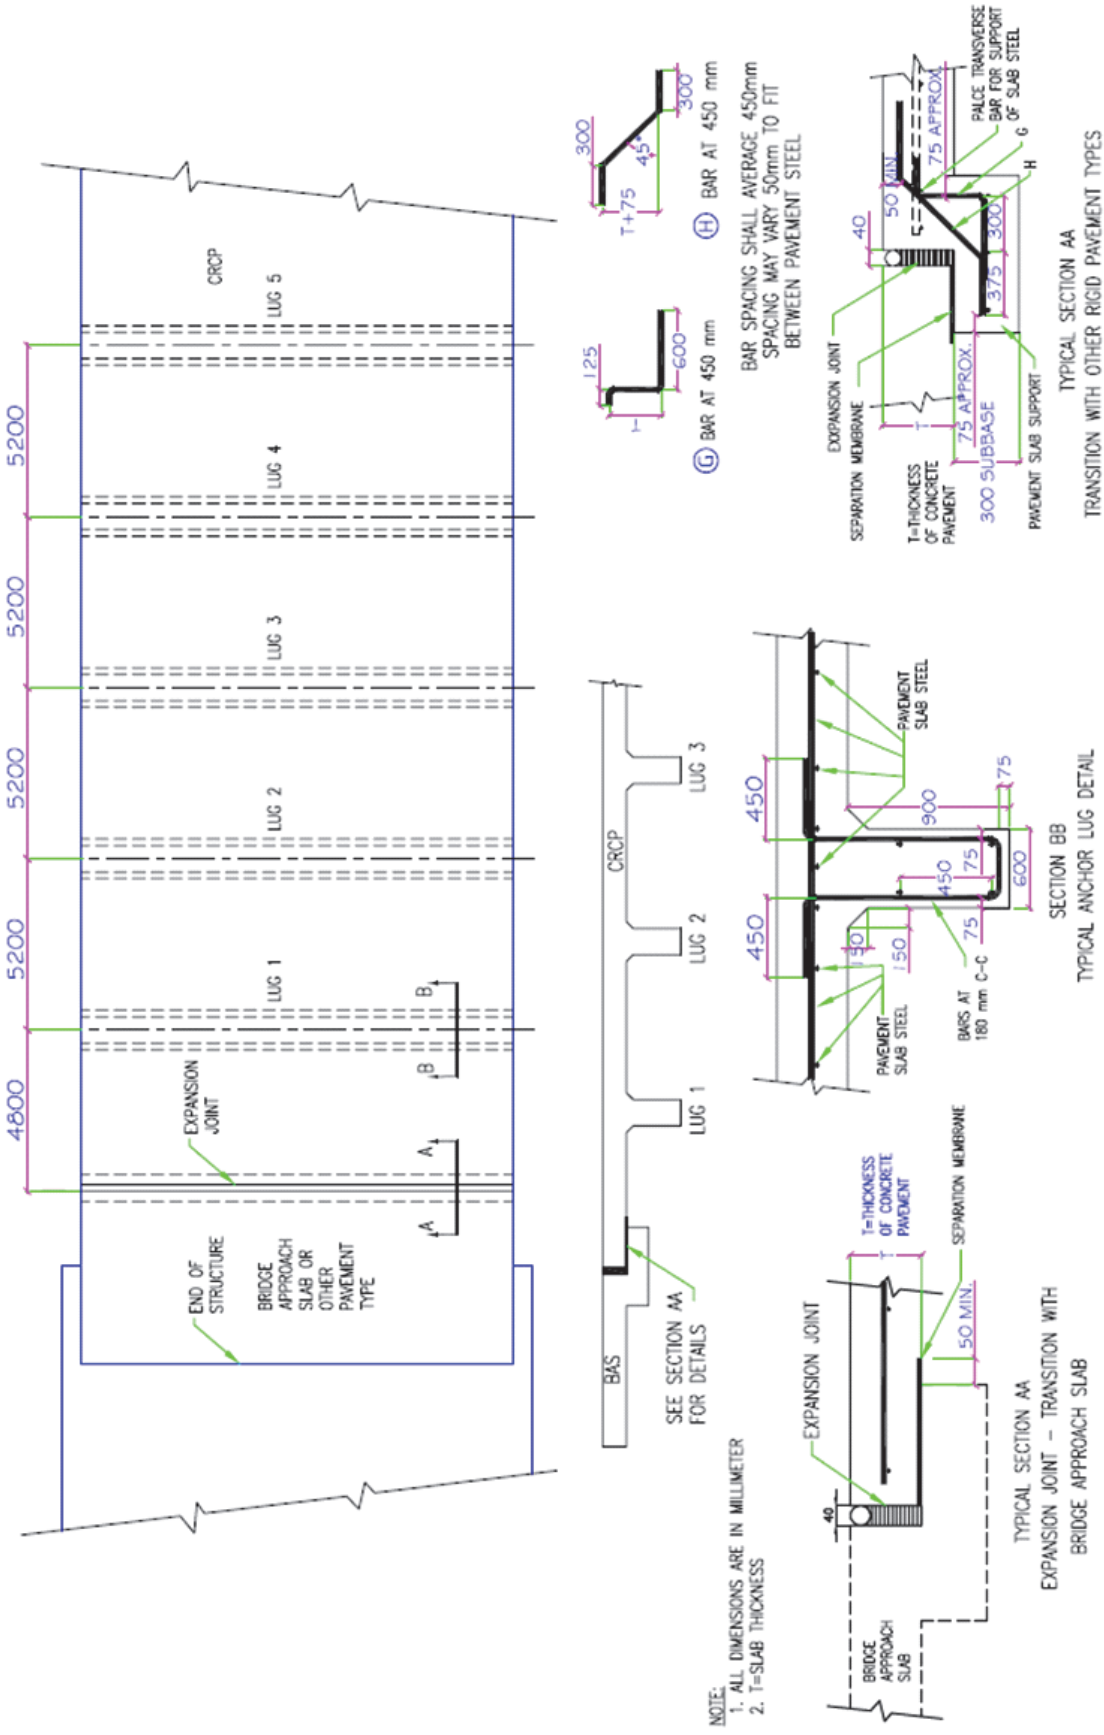 4800
5200
5200
5200
5200
END OF
STRUCTURE
BRIDGE
APPROACH
SLAB OR
OTHER
PAVEMENT
TYPE
EXPANSION
JOINT
A
A
B
B
LUG 1
LUG 2
LUG 3
LUG 4
LUG 5
CRCP
BAS
SEE SECTION AA
FOR DETAILS
LUG 1
LUG 2
LUG 3
CRCP
125
T
600
G BAR AT 450 mm
300
T+75
45°
300
H BAR AT 450 mm
BAR SPACING SHALL AVERAGE 450mm
SPACING MAY VARY 50mm TO FIT
BETWEEN PAVEMENT STEEL
NOTE:
1. ALL DIMENSIONS ARE IN MILLIMETER
2. T=SLAB THICKNESS
BRIDGE
APPROACH
SLAB
40
EXPANSION JOINT
T=THICKNESS
OF CONCRETE
PAVEMENT
T
SEPARATION MEMBRANE
50 MIN.
TYPICAL SECTION AA
EXPANSION JOINT - TRANSITION WITH
BRIDGE APPROACH SLAB
450
450
PAVEMENT
SLAB STEEL
PAVEMENT
SLAB STEEL
150
150
BARS AT
180 mm C-C
75
450
75
900
75
600
SECTION BB
TYPICAL ANCHOR LUG DETAIL
EXXPANSION JOINT
SEPARATION MEMBRANE
T=THICKNESS
OF CONCRETE
PAVEMENT
T
40
50 MIN.
75 APPROX.
PALCE TRANSVERSE
BAR FOR SUPPORT
OF SLAB STEEL
G
H
75 APPROX.
300 SUBBASE
375
300
PAVEMENT SLAB SUPPORT
TYPICAL SECTION AA
TRANSITION WITH OTHER RIGID PAVEMENT TYPES